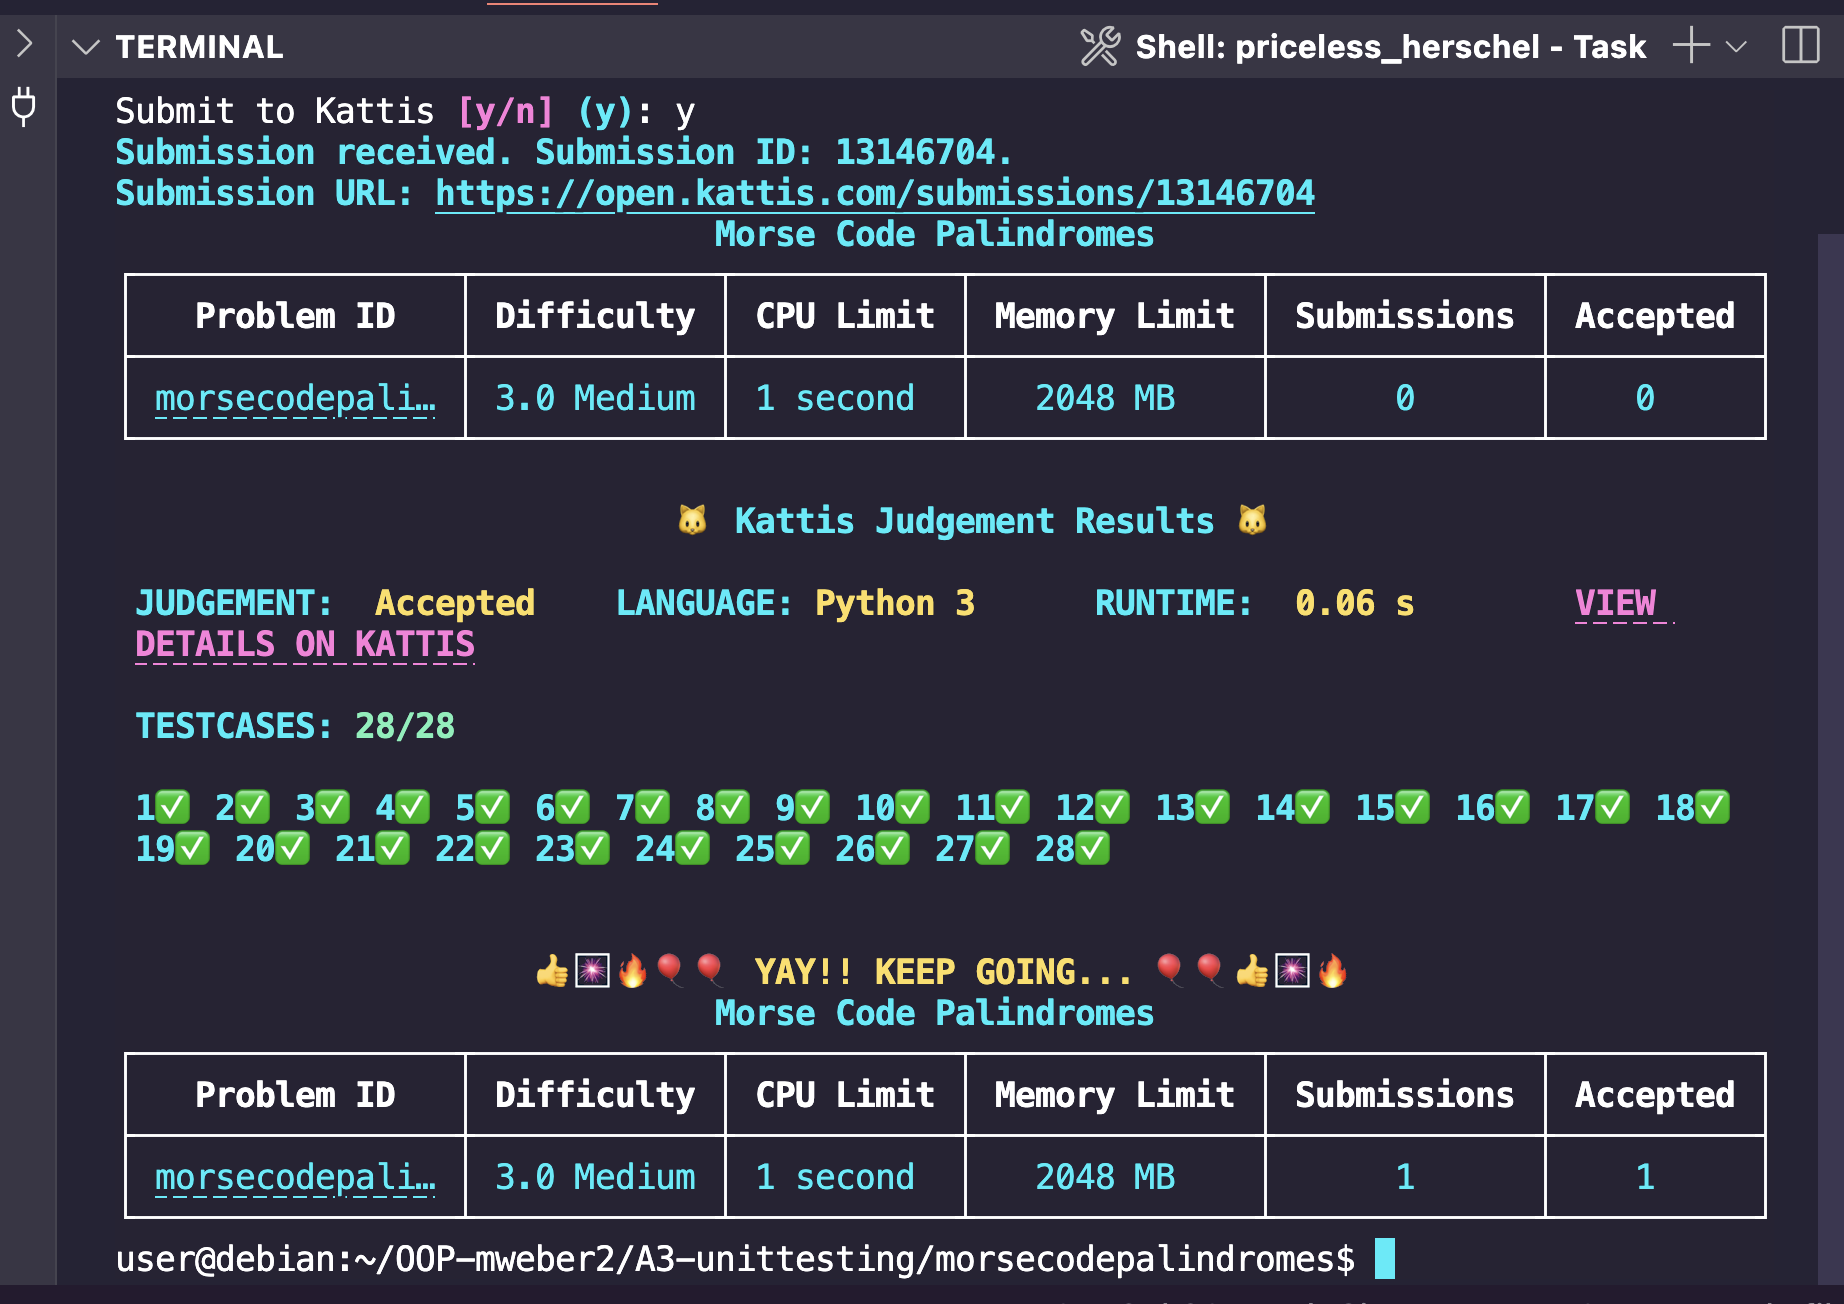 TERMINAL
Shell: priceless_herschel - Task
Submit to Kattis [y/n] (y): y
Submission received. Submission ID: 13146704.
Submission URL: https://open.kattis.com/submissions/13146704
Morse Code Palindromes
Problem ID Difficulty CPU Limit Memory Limit Submissions Accepted
morsecodepali… 3.0 Medium 1 second 2048 MB 0 0
🐱 Kattis Judgement Results 🐱
JUDGEMENT: Accepted LANGUAGE: Python 3 RUNTIME: 0.06 s VIEW
DETAILS ON KATTIS
TESTCASES: 28/28
1✅ 2✅ 3✅ 4✅ 5✅ 6✅ 7✅ 8✅ 9✅ 10✅ 11✅ 12✅ 13✅ 14✅ 15✅ 16✅ 17✅ 18✅
19✅ 20✅ 21✅ 22✅ 23✅ 24✅ 25✅ 26✅ 27✅ 28✅
👍🎆🔥🎈🎈 YAY!! KEEP GOING... 🎈🎈👍🎆🔥
Morse Code Palindromes
Problem ID Difficulty CPU Limit Memory Limit Submissions Accepted
morsecodepali… 3.0 Medium 1 second 2048 MB 1 1
user@debian:~/OOP-mweber2/A3-unittesting/morsecodepalindromes$